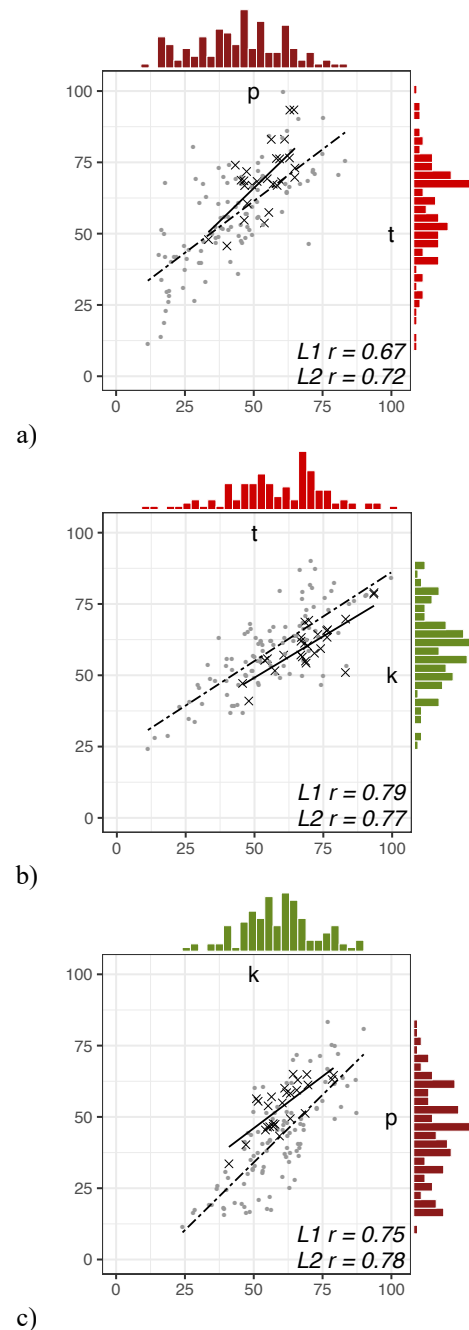 p
100
75
50
25
0
t
L1 r = 0.67
L2 r = 0.72
0 25 50 75 100
a)
t
100
75
50
25
0
k
L1 r = 0.79
L2 r = 0.77
0 25 50 75 100
b)
k
100
75
50
25
0
p
L1 r = 0.75
L2 r = 0.78
0 25 50 75 100
c)